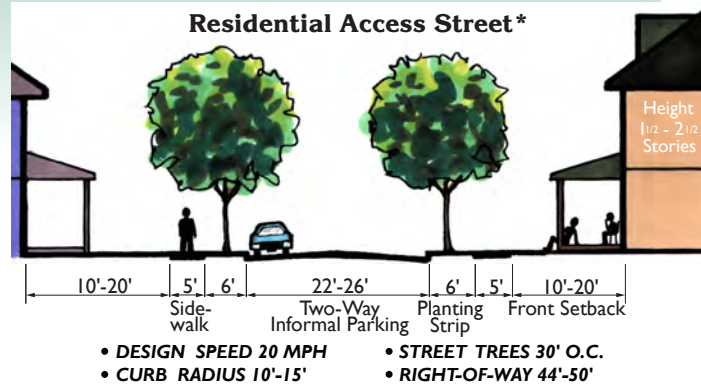 Residential Access Street*
Height
1 1/2 - 2 1/2
Stories
10'-20' 5' 6' 22'-26' 6' 5' 10'-20'
Side-
walk
Two-Way
Informal Parking
Planting
Strip
Front Setback
• DESIGN SPEED 20 MPH
• STREET TREES 30' O.C.
• CURB RADIUS 10'-15'
• RIGHT-OF-WAY 44'-50'